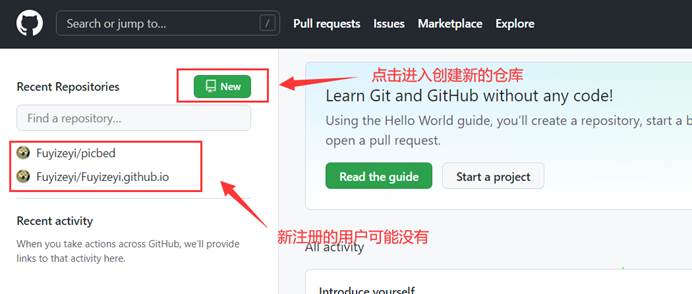 Search or jump to... /
Pull requests Issues Marketplace Explore
Recent Repositories
New
点击进入创建新的仓库
Find a repository...
Fuyizeyi/picbed
Fuyizeyi/Fuyizeyi.github.io
Learn Git and GitHub without any code!
Using the Hello World guide, you'll create a repository, start a b
open a pull request.
Read the guide Start a project
Recent activity
新注册的用户可能没有
When you take actions across GitHub, we'll provide
links to that activity here.
All activity
Introduce yourself